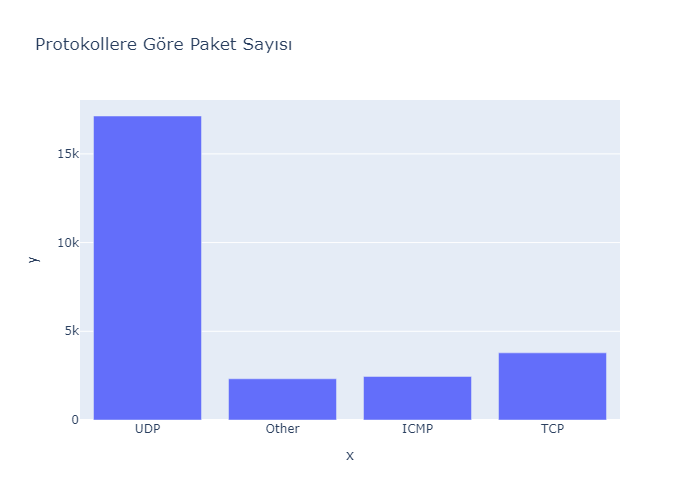 Protokollere Göre Paket Sayısı
15k
10k
y
5k
0
UDP Other ICMP TCP
x